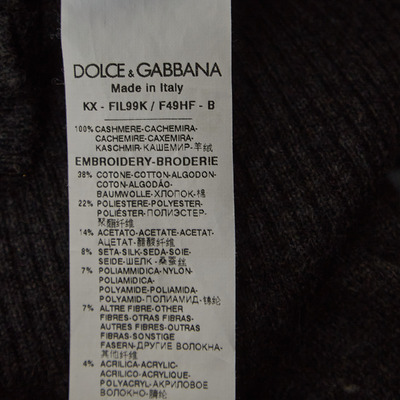 DOLCE & GABBANA
Made in Italy
KX - FIL99K / F49HF - B
100% CASHMERE-CACHEMIRA-
CACHEMIRE-CAXEMIRA-
KASCHMIR-КАШЕМИР-羊绒
EMBROIDERY-BRODERIE
38% COTONE-COTTON-ALGODON-
COTON-ALGODÃO-
BAUMWOLLE-ХЛОПОК-棉
22% POLIESTERE-POLYESTER-
POLIÉSTER-ПОЛИЭСТЕР-
聚酯纤维
14% ACETATO-ACETATE-ACETAT-
АЦЕТАТ-醋酯纤维
8% SETA-SILK-SEDA-SOIE-
SEIDE-ШЕЛК-桑蚕丝
7% POLIAMMIDICA-NYLON-
POLIAMIDICA-
POLYAMIDE-POLIAMIDA-
POLYAMID-ПОЛИАМИД-锦纶
7% ALTRE FIBRE-OTHER
FIBRES-OTRAS FIBRAS-
AUTRES FIBRES-OUTRAS
FIBRAS-SONSTIGE
FASERN-ДРУГИЕ ВОЛОКНА-
其他纤维
4% ACRILICA-ACRYLIC-
ACRILICO-ACRYLIQUE-
POLYACRYL-АКРИЛОВОЕ
ВОЛОКНО-腈纶